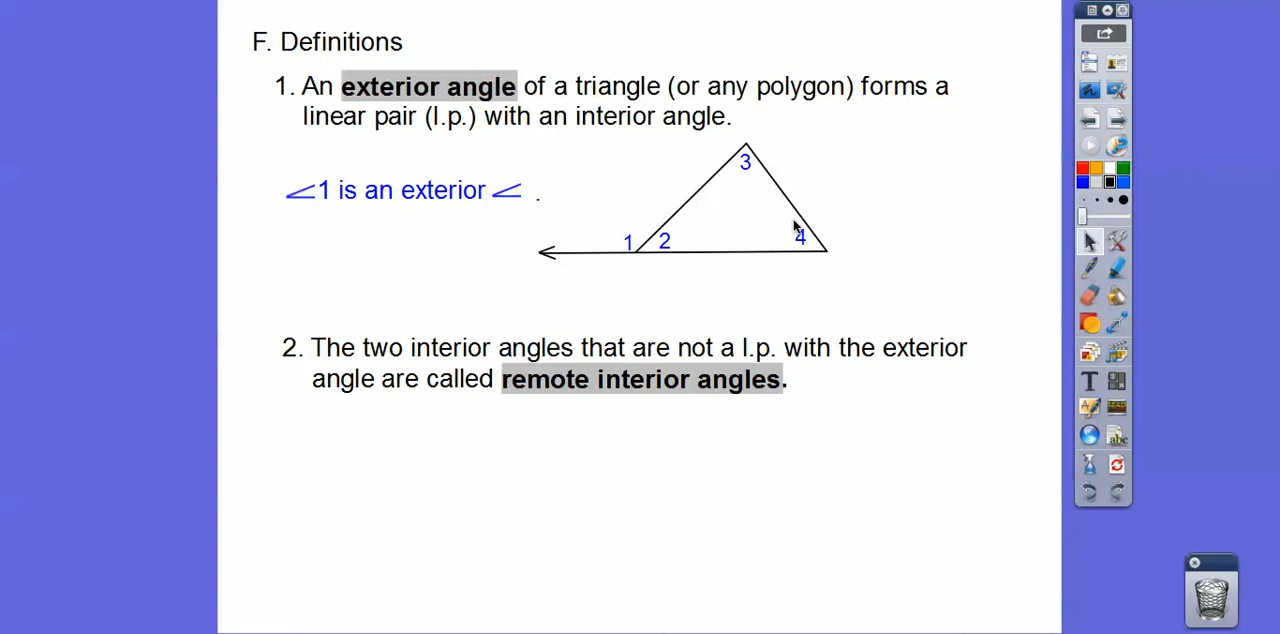 F. Definitions
1. An exterior angle of a triangle (or any polygon) forms a
linear pair (l.p.) with an interior angle.
3
∠1 is an exterior ∠ .
1 2 4
2. The two interior angles that are not a l.p. with the exterior
angle are called remote interior angles.